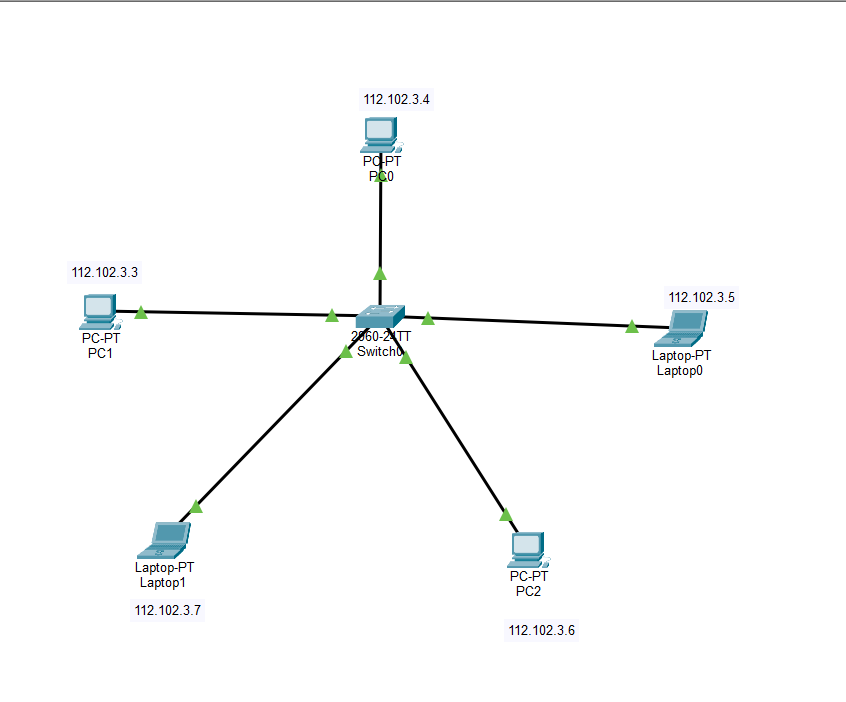 112.102.3.4
PC-PT
PC0
112.102.3.3
PC-PT
PC1
2960-24TT
Switch0
112.102.3.5
Laptop-PT
Laptop0
Laptop-PT
Laptop1
112.102.3.7
PC-PT
PC2
112.102.3.6